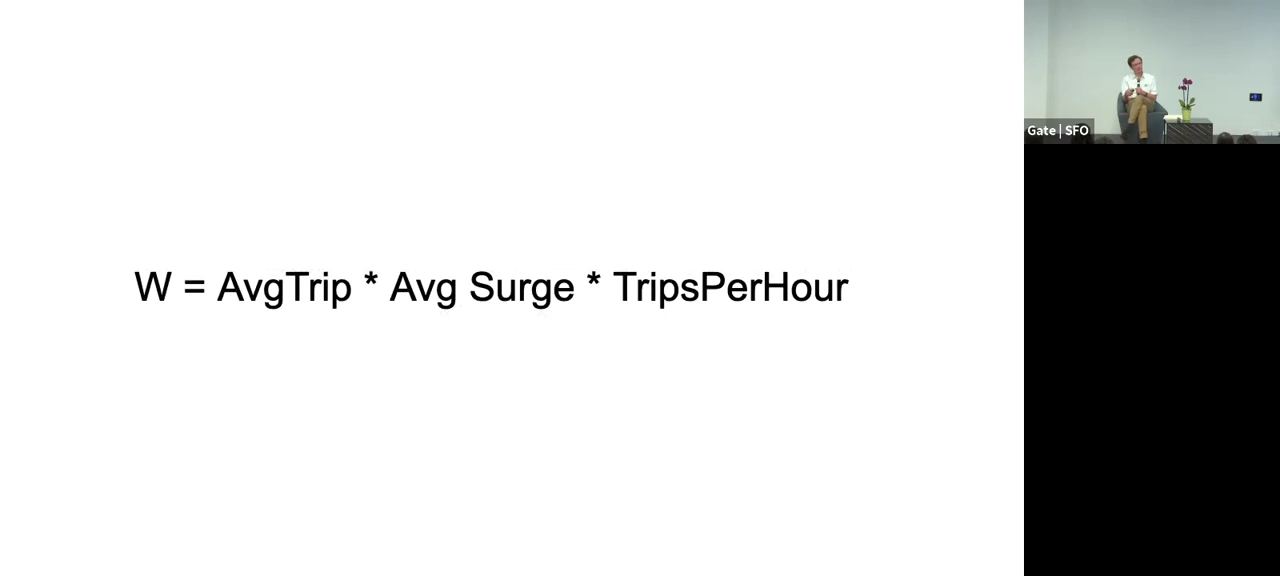 W = AvgTrip * Avg Surge * TripsPerHour
Gate | SFO